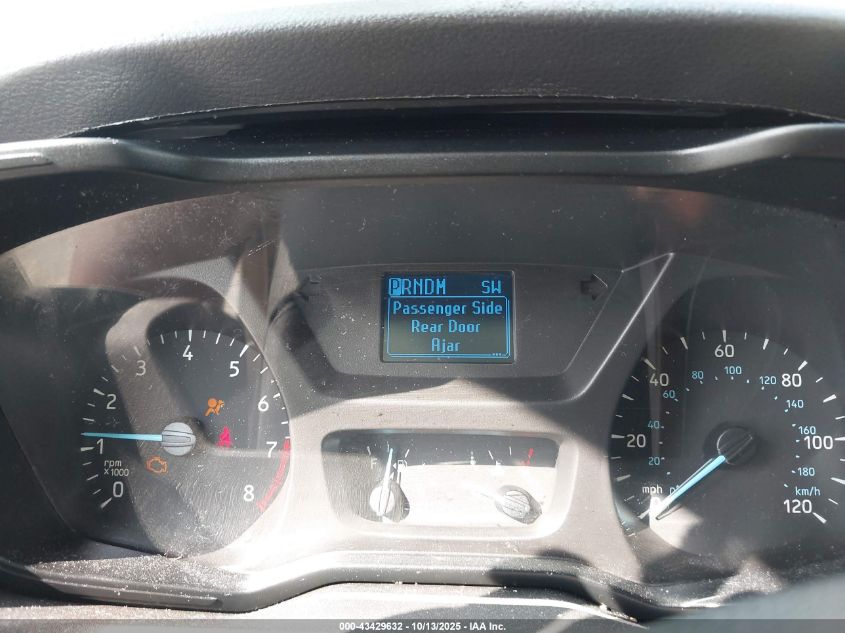 PRNDM SW
Passenger Side
Rear Door
Ajar
0 1 2 3 4 5 6 7 8
rpm
x1000
F
20 40 60 80 100 120
20 40 60 80 100 120 140 160 180
mph
km/h
000-43429632 - 10/13/2025 - IAA Inc.